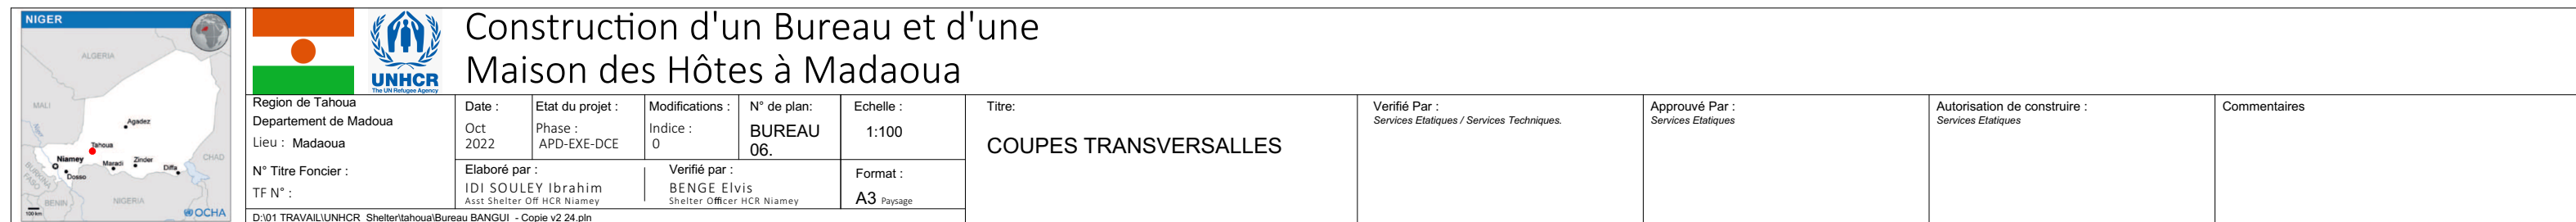 NIGER
ALGERIA
MALI
Agadez
Tahoua
Niamey
Maradi
Zinder
Diffa
CHAD
Dosso
BURKINA
FASO
BENIN
NIGERIA
100 km
OCHA
UNHCR
The UN Refugee Agency
Construction d'un Bureau et d'une
Maison des Hôtes à Madaoua
Region de Tahoua
Departement de Madoua
Lieu : Madaoua
N° Titre Foncier :
TF N° :
Date :
Oct
2022
Etat du projet :
Phase :
APD-EXE-DCE
Modifications :
Indice :
0
N° de plan:
BUREAU
06.
Echelle :
1:100
Elaboré par :
IDI SOULEY Ibrahim
Asst Shelter Off HCR Niamey
Verifié par :
BENGE Elvis
Shelter Officer HCR Niamey
Format :
A3 Paysage
D:\01 TRAVAIL\UNHCR_Shelter\tahoua\Bureau BANGUI - Copie v2 24.pln
Titre:
COUPES TRANSVERSALLES
Verifié Par :
Services Etatiques / Services Techniques.
Approuvé Par :
Services Etatiques
Autorisation de construire :
Services Etatiques
Commentaires